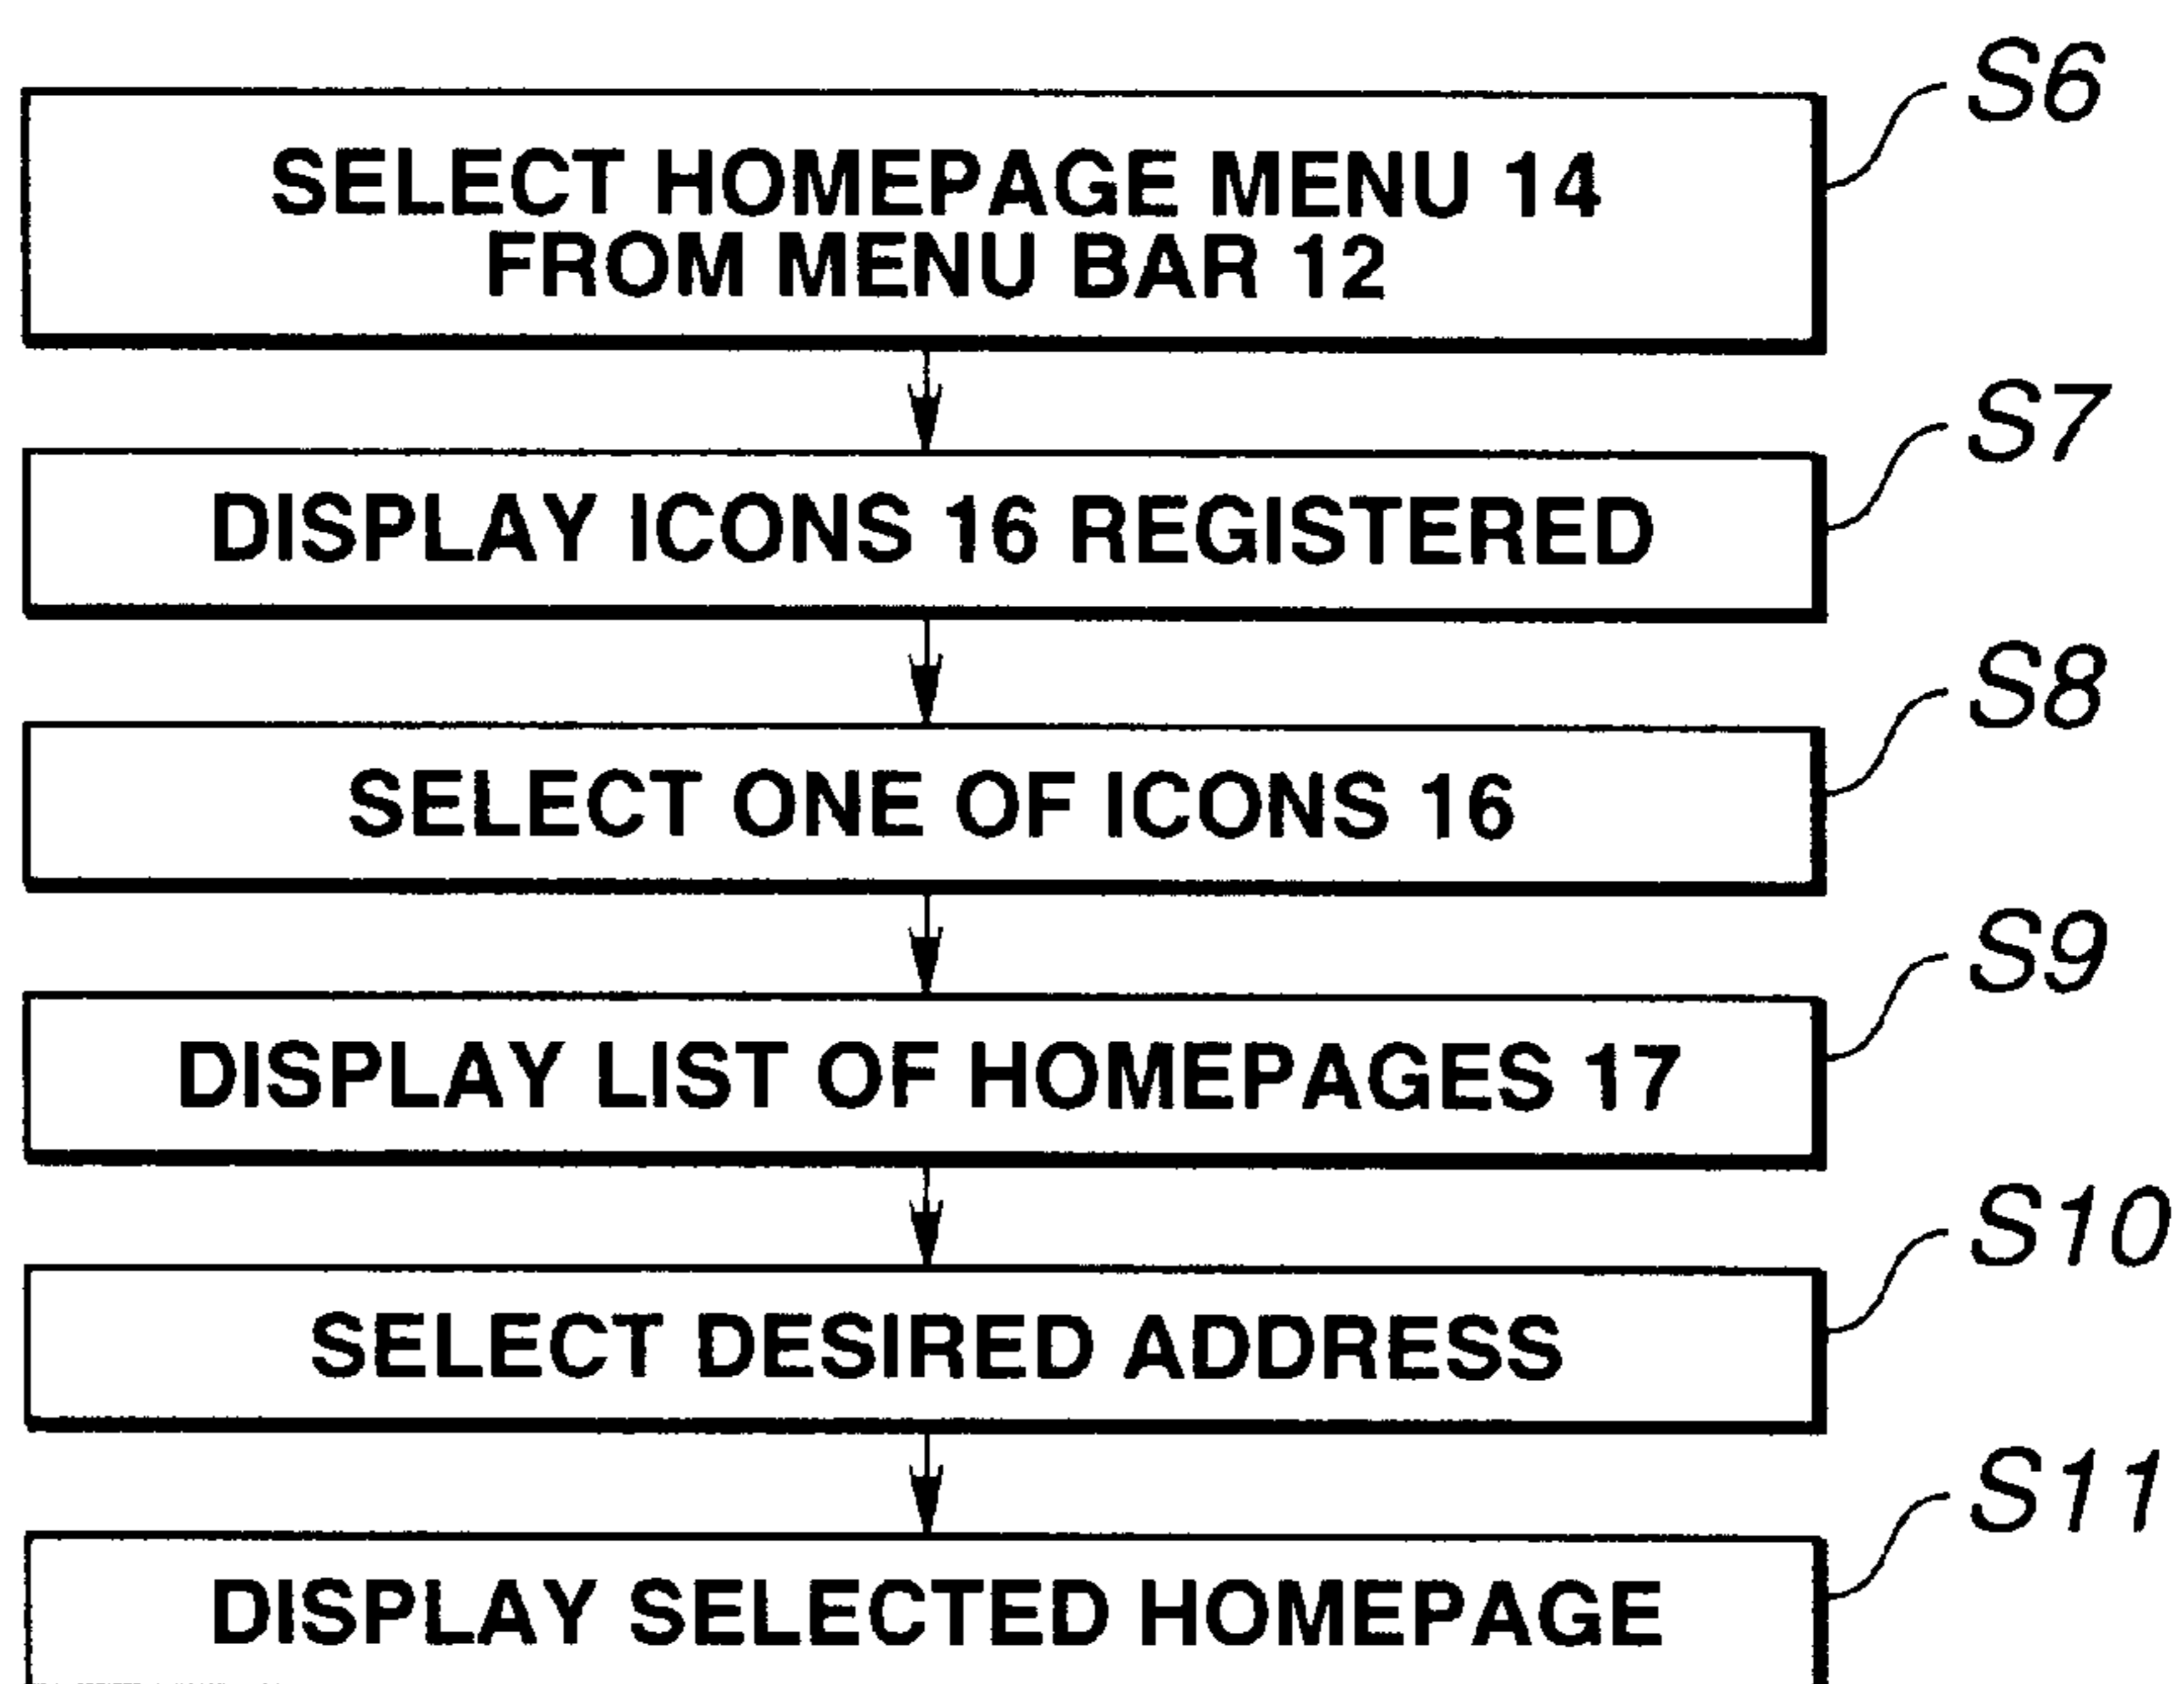 S6
SELECT HOMEPAGE MENU 14
FROM MENU BAR 12
S7
DISPLAY ICONS 16 REGISTERED
S8
SELECT ONE OF ICONS 16
S9
DISPLAY LIST OF HOMEPAGES 17
S10
SELECT DESIRED ADDRESS
S11
DISPLAY SELECTED HOMEPAGE